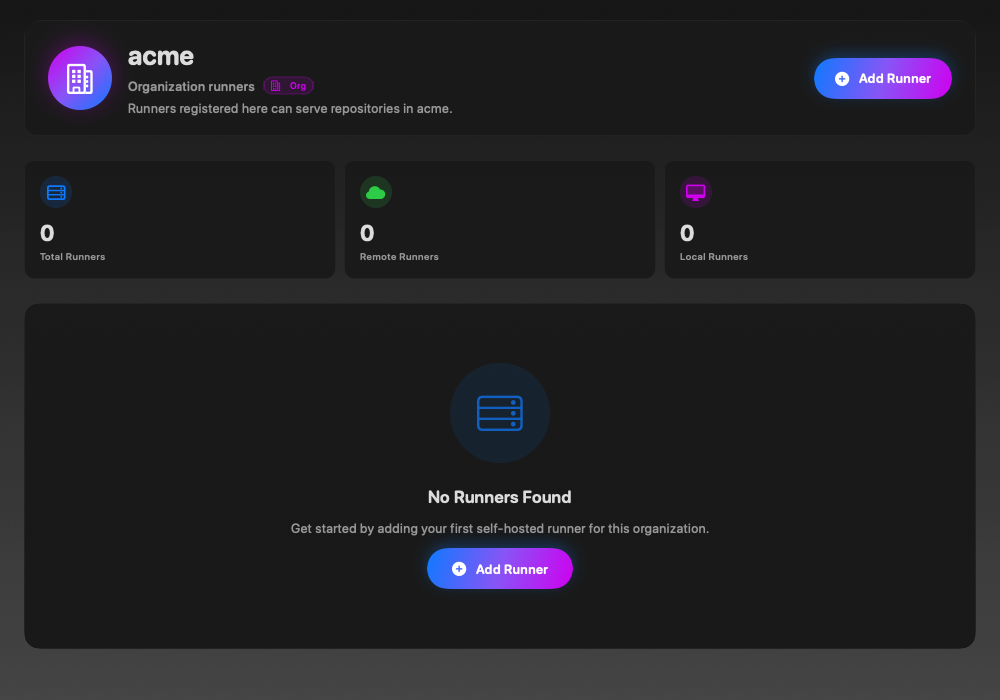 acme
Organization runners Org
Runners registered here can serve repositories in acme.
Add Runner
0
Total Runners
0
Remote Runners
0
Local Runners
No Runners Found
Get started by adding your first self-hosted runner for this organization.
Add Runner